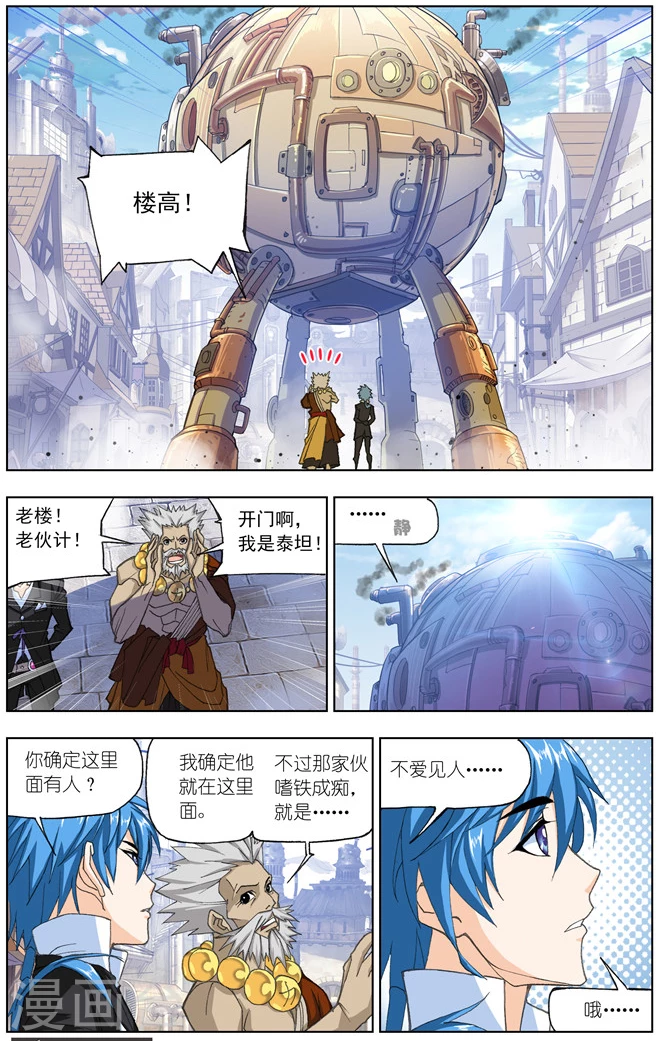 楼高！
老楼！
老伙计！
开门啊，
我是泰坦！
……
静
你确定这里
面有人？
我确定他
就在这里
面。
不过那家伙
嗜铁成痴，
就是……
不爱见人……
哦……
漫画